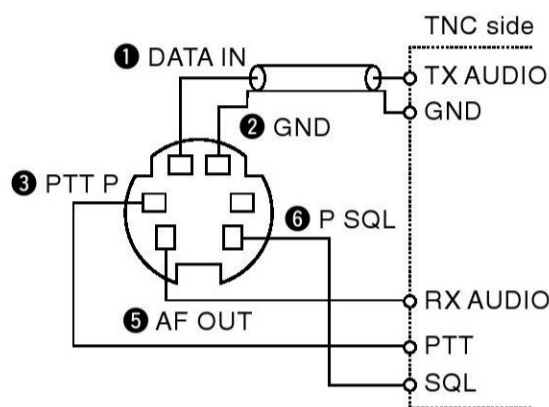 TNC side
❶ DATA IN
TX AUDIO
❷ GND
GND
❸ PTT P
❻ P SQL
❺ AF OUT
RX AUDIO
PTT
SQL